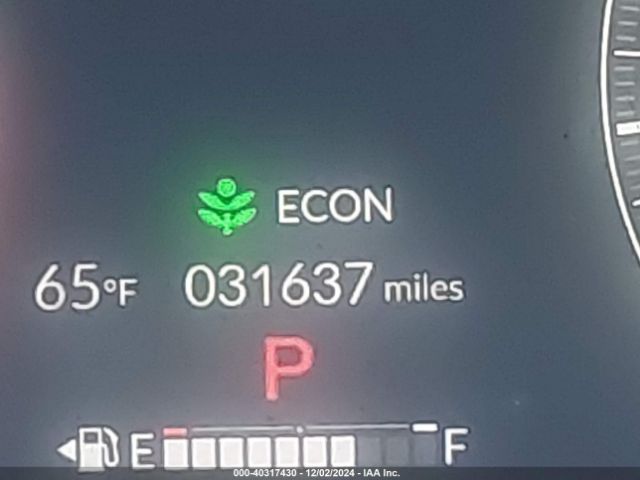 ECON
65°F 031637 miles
P
E F
000-40317430 - 12/02/2024 - IAA Inc.